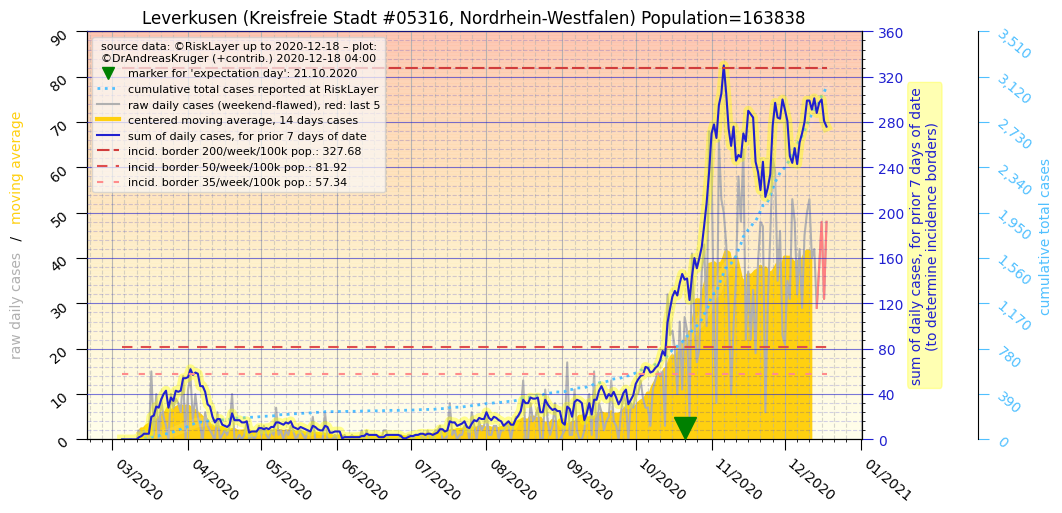 Leverkusen (Kreisfreie Stadt #05316, Nordrhein-Westfalen) Population=163838
source data: ©RiskLayer up to 2020-12-18 – plot:
©DrAndreasKruger (+contrib.) 2020-12-18 04:00
marker for 'expectation day': 21.10.2020
cumulative total cases reported at RiskLayer
raw daily cases (weekend-flawed), red: last 5
centered moving average, 14 days cases
sum of daily cases, for prior 7 days of date
incid. border 200/week/100k pop.: 327.68
incid. border 50/week/100k pop.: 81.92
incid. border 35/week/100k pop.: 57.34
raw daily cases / moving average
90
80
70
60
50
40
30
20
10
0
03/2020
04/2020
05/2020
06/2020
07/2020
08/2020
09/2020
10/2020
11/2020
12/2020
01/2021
360
320
280
240
200
160
120
80
40
0
sum of daily cases, for prior 7 days of date
(to determine incidence borders)
3,510
3,120
2,730
2,340
1,950
1,560
1,170
780
390
0
cumulative total cases